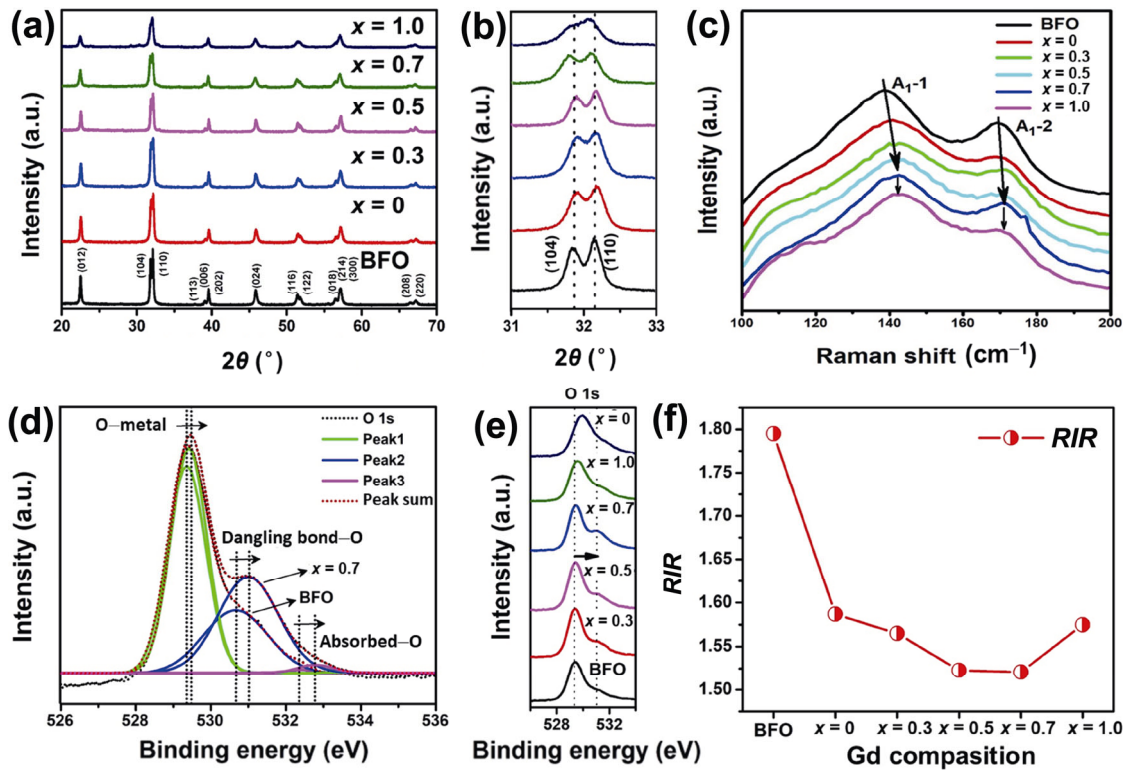 (a)
Intensity (a.u.)
x = 1.0
x = 0.7
x = 0.5
x = 0.3
x = 0
BFO
(012)
(104)
(110)
(113)
(006)
(202)
(024)
(116)
(122)
(018)
(214)
(300)
(208)
(220)
20 30 40 50 60 70
2θ (°)
(b)
Intensity (a.u.)
(104)
(110)
31 32 33
2θ (°)
(c)
Intensity (a.u.)
BFO
x = 0
x = 0.3
x = 0.5
x = 0.7
x = 1.0
A₁-1
A₁-2
100 120 140 160 180 200
Raman shift (cm⁻¹)
(d)
Intensity (a.u.)
O–metal
O 1s
Peak1
Peak2
Peak3
Peak sum
Dangling bond–O
x = 0.7
BFO
Absorbed–O
526 528 530 532 534 536
Binding energy (eV)
(e)
O 1s
Intensity (a.u.)
x = 0
x = 1.0
x = 0.7
x = 0.5
x = 0.3
BFO
528 532
Binding energy (eV)
(f)
RIR
RIR
1.80
1.75
1.70
1.65
1.60
1.55
1.50
BFO x = 0 x = 0.3 x = 0.5 x = 0.7 x = 1.0
Gd compasition